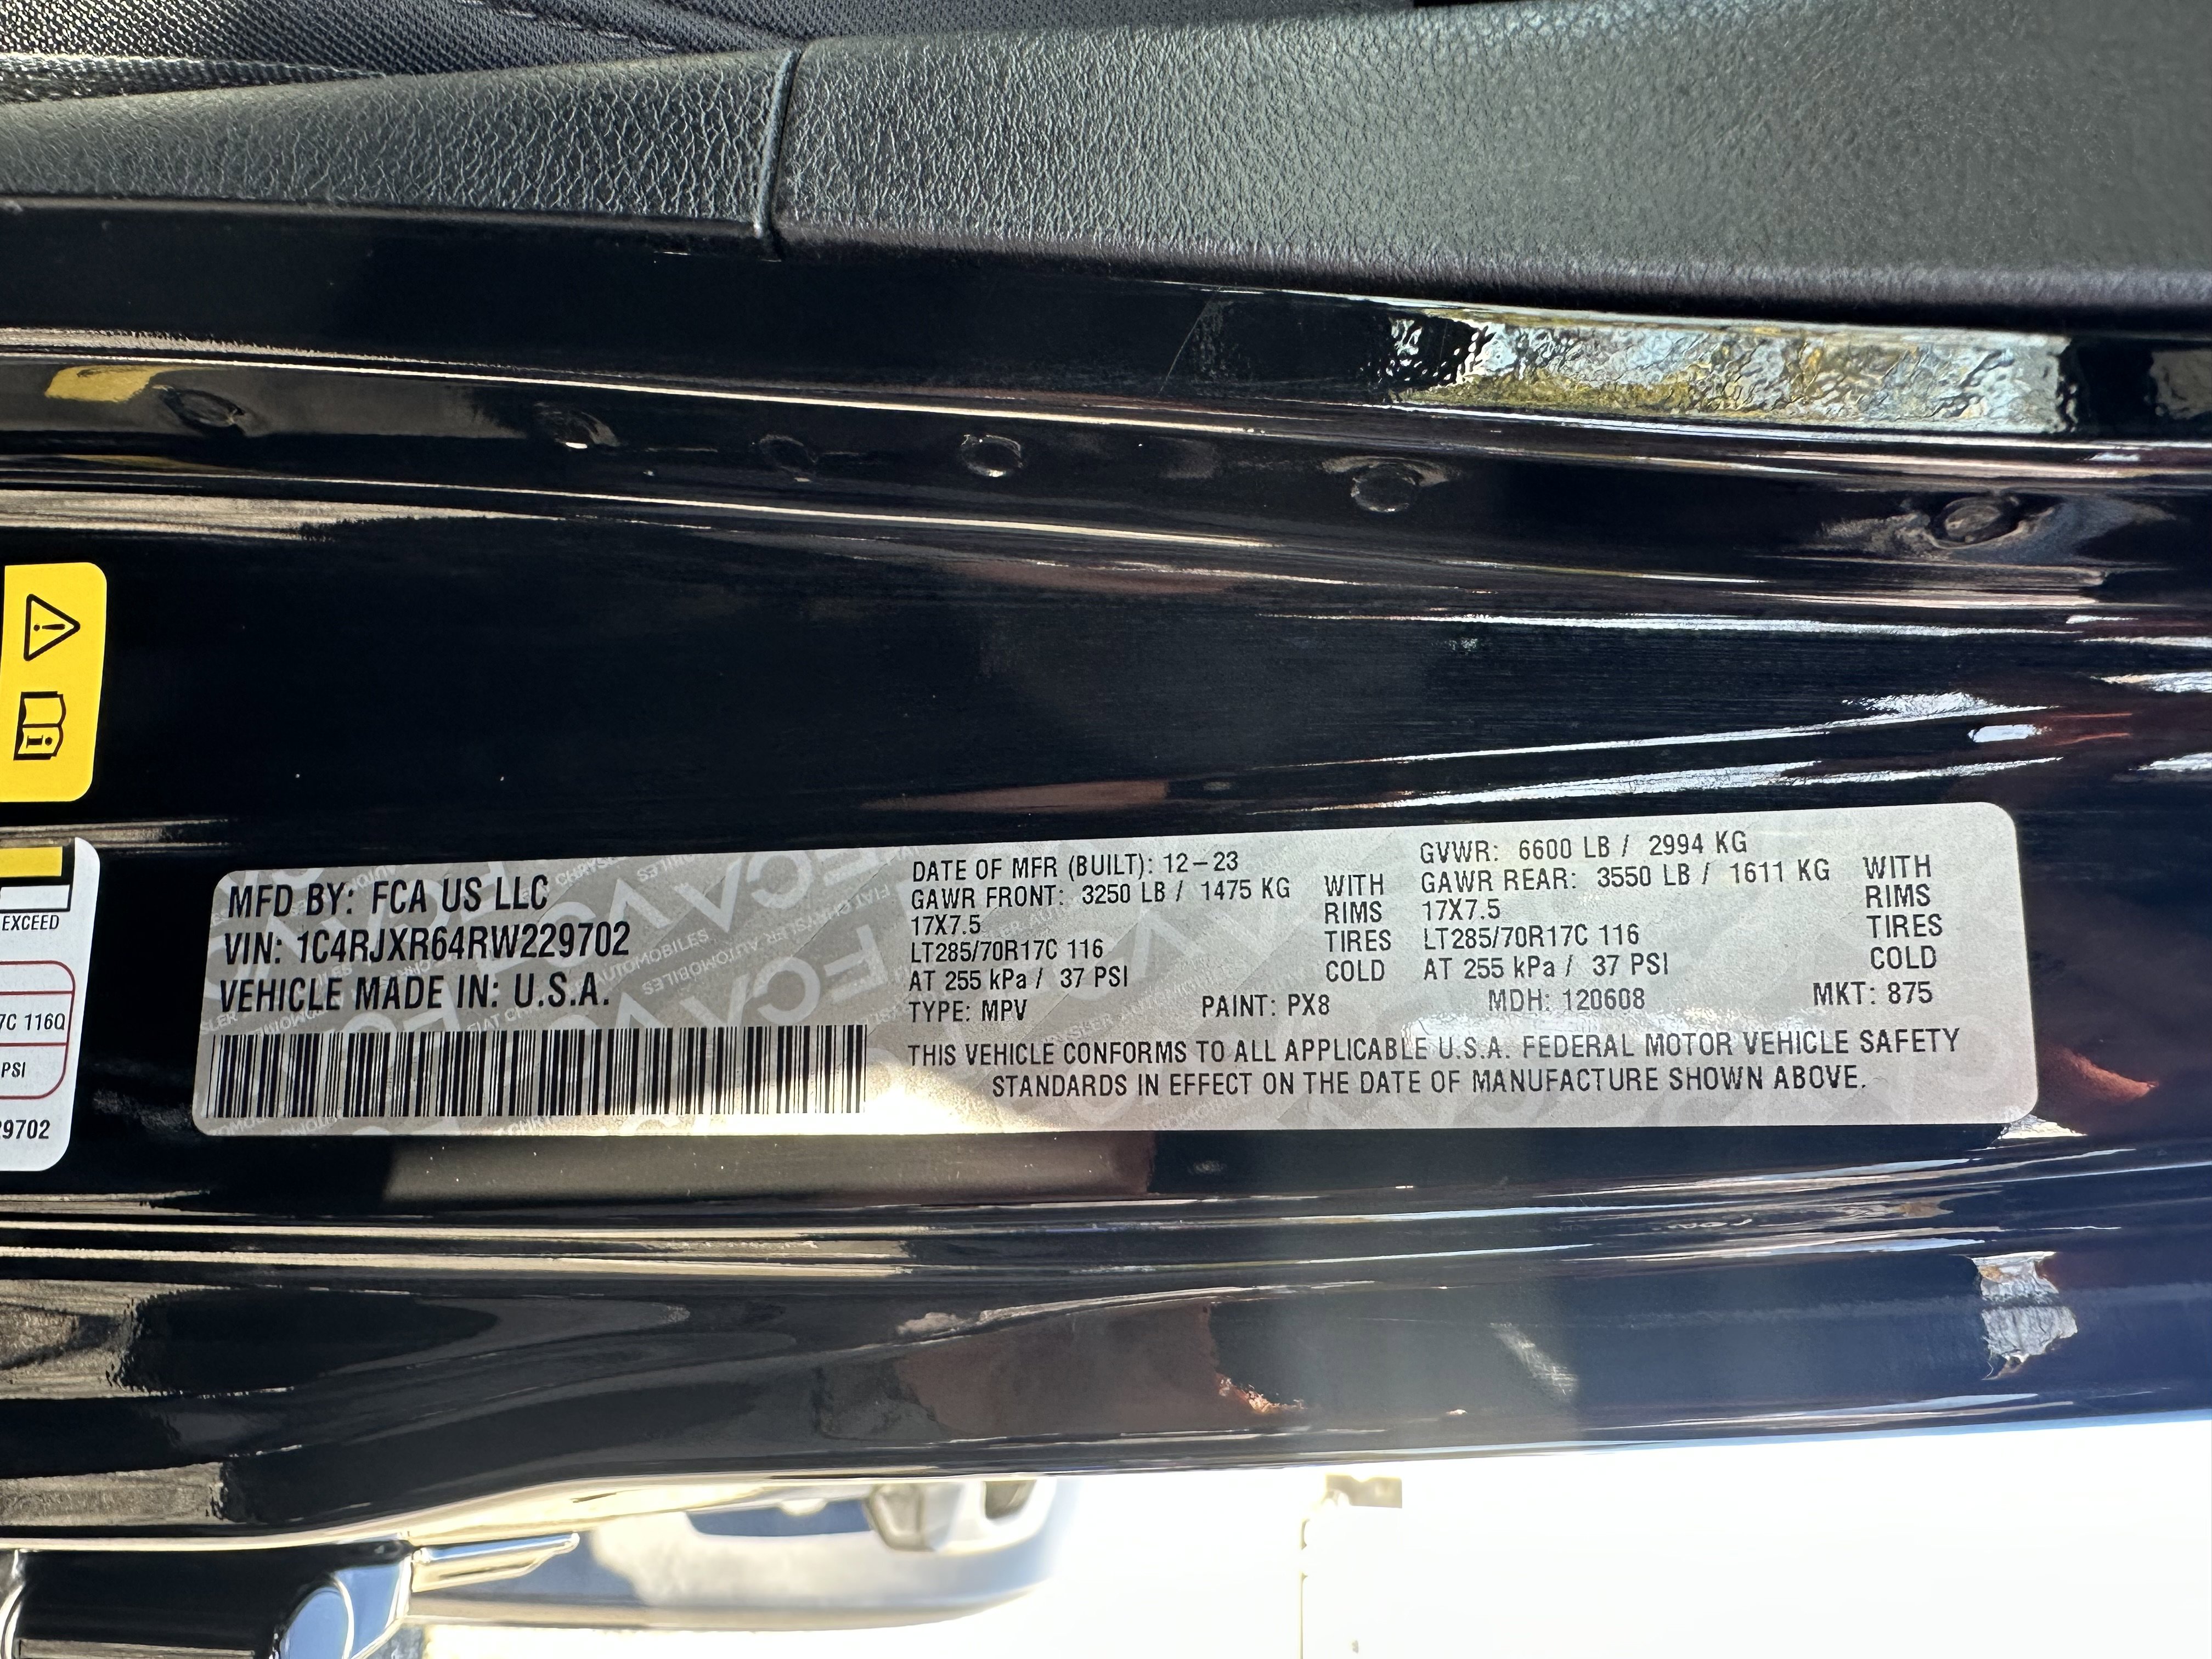 MFD BY: FCA US LLC
VIN: 1C4RJXR64RW229702
VEHICLE MADE IN: U.S.A.
DATE OF MFR (BUILT): 12-23
GAWR FRONT: 3250 LB / 1475 KG WITH
17X7.5 RIMS
LT285/70R17C 116 TIRES
AT 255 kPa / 37 PSI COLD
GVWR: 6600 LB / 2994 KG
GAWR REAR: 3550 LB / 1611 KG WITH
17X7.5 RIMS
LT285/70R17C 116 TIRES
AT 255 kPa / 37 PSI COLD
TYPE: MPV PAINT: PX8 MDH: 120608 MKT: 875
THIS VEHICLE CONFORMS TO ALL APPLICABLE U.S.A. FEDERAL MOTOR VEHICLE SAFETY
STANDARDS IN EFFECT ON THE DATE OF MANUFACTURE SHOWN ABOVE.
EXCEED
7C 116Q
PSI
29702